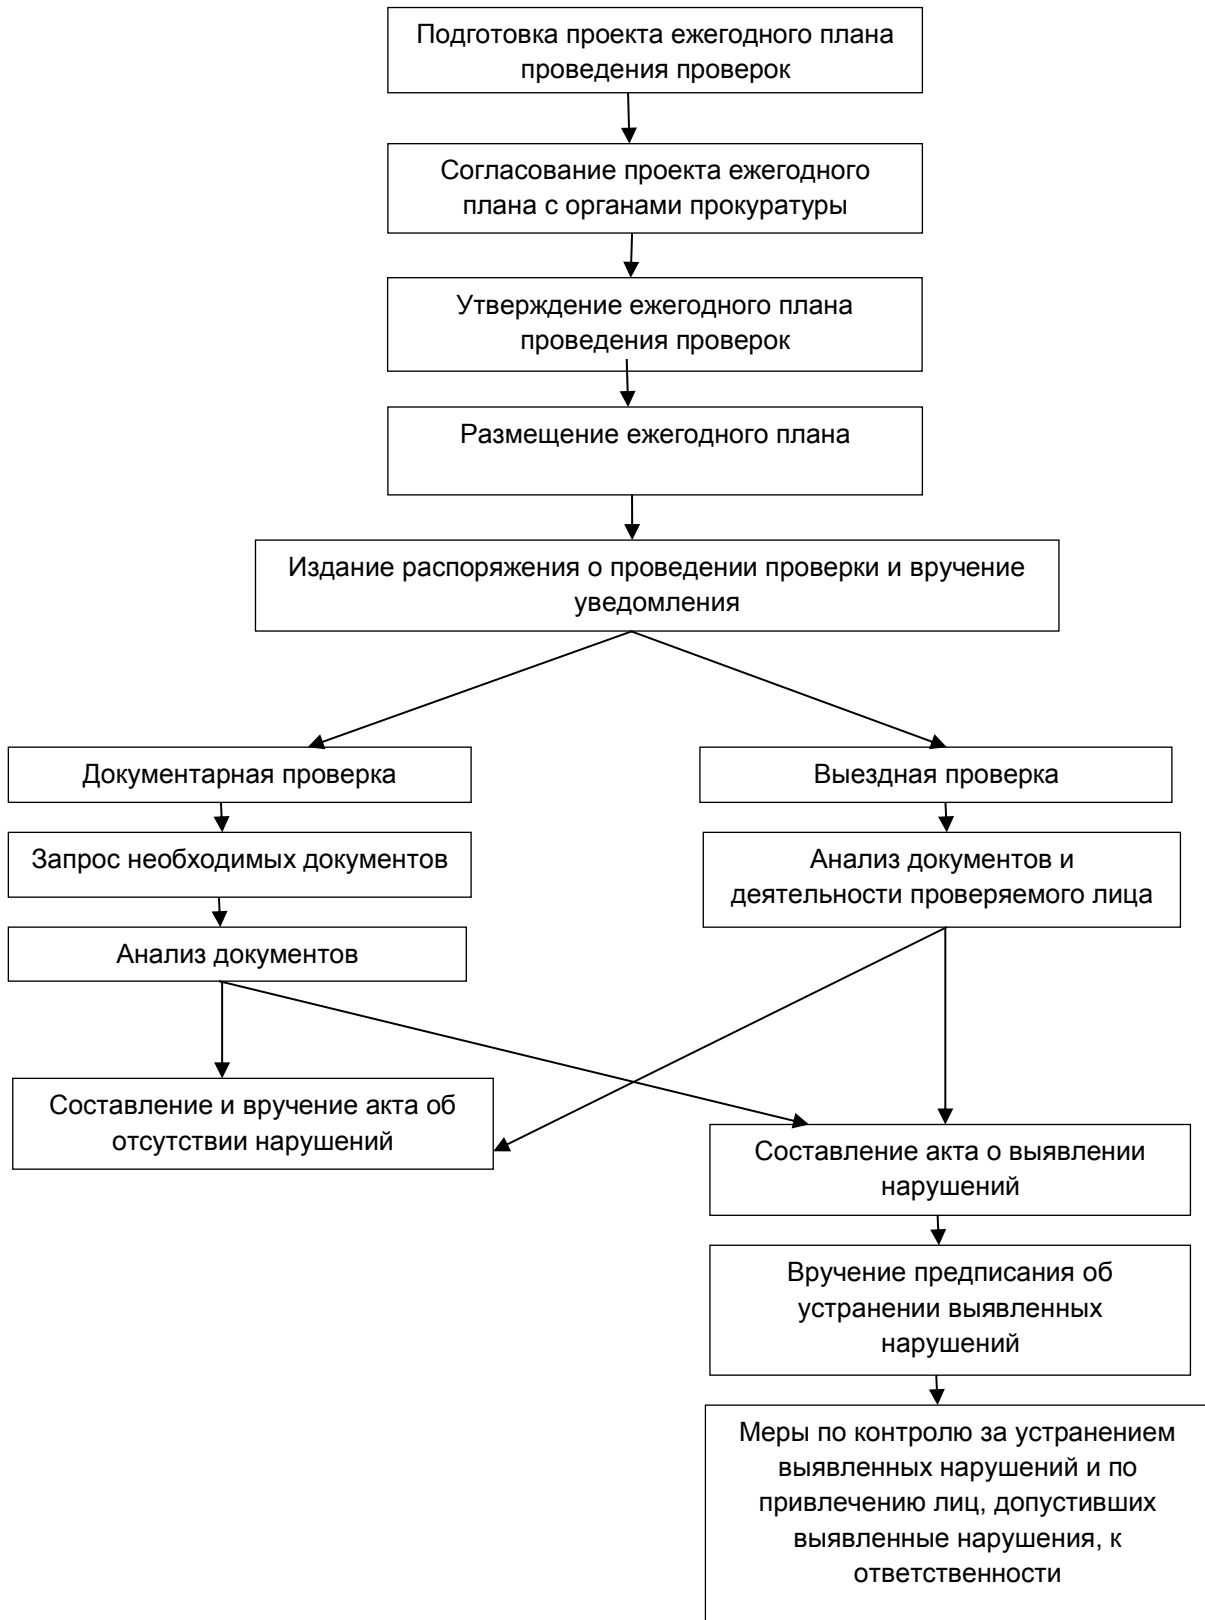 Подготовка проекта ежегодного плана
проведения проверок
Согласование проекта ежегодного
плана с органами прокуратуры
Утверждение ежегодного плана
проведения проверок
Размещение ежегодного плана
Издание распоряжения о проведении проверки и вручение
уведомления
Документарная проверка
Выездная проверка
Запрос необходимых документов
Анализ документов и
деятельности проверяемого лица
Анализ документов
Составление и вручение акта об
отсутствии нарушений
Составление акта о выявлении
нарушений
Вручение предписания об
устранении выявленных
нарушений
Меры по контролю за устранением
выявленных нарушений и по
привлечению лиц, допустивших
выявленные нарушения, к
ответственности